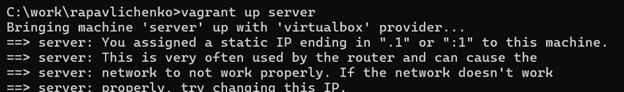 C:\work\rapavlichenko>vagrant up server
Bringing machine 'server' up with 'virtualbox' provider...
==> server: You assigned a static IP ending in ".1" or ":1" to this machine.
==> server: This is very often used by the router and can cause the
==> server: network to not work properly. If the network doesn't work
==> server: properly, try changing this IP.